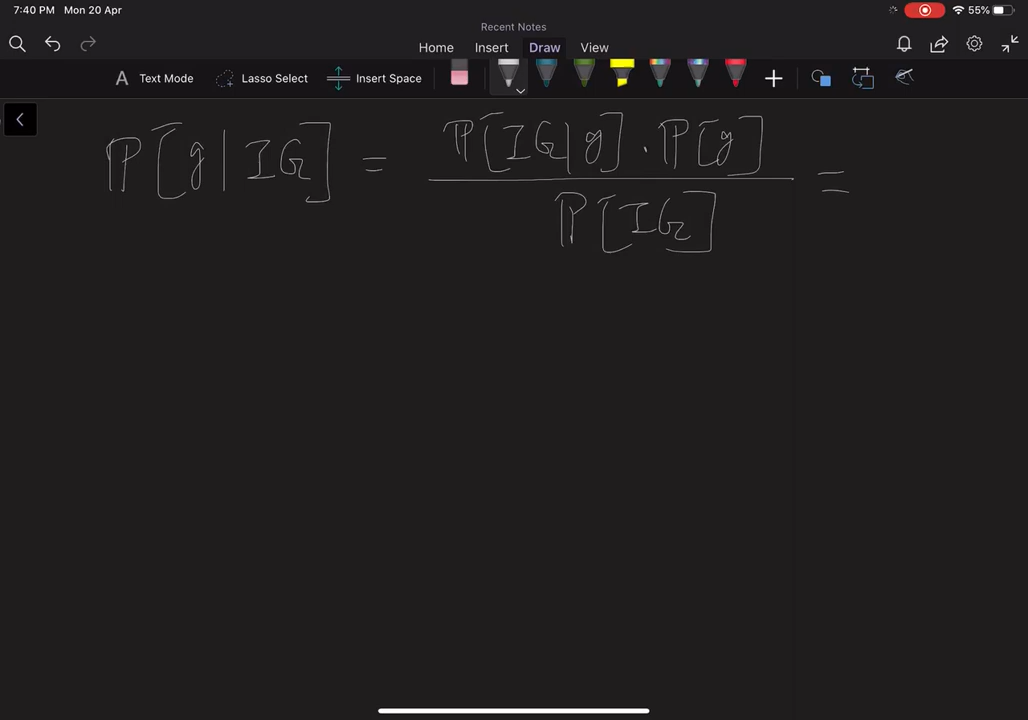 7:40 PM Mon 20 Apr
55%
Recent Notes
Home Insert Draw View
A Text Mode Lasso Select Insert Space
P[g | IG] = P[IG | g] . P[g] =
P[IG]